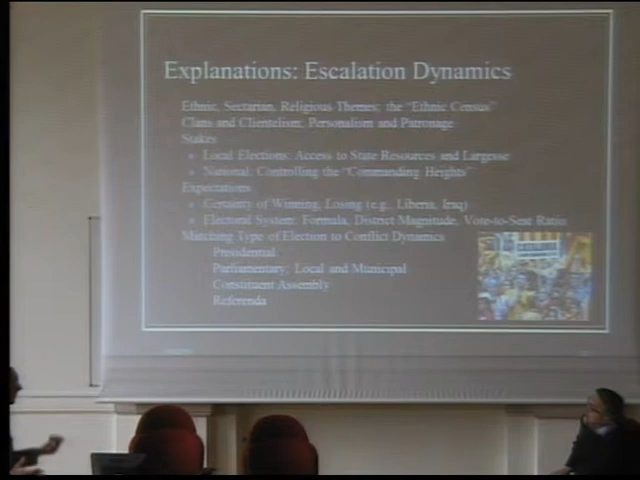 Explanations: Escalation Dynamics
Ethnic, Sectarian, Religious Themes: the "Ethnic Census"
Clans and Clientelism: Personalism and Patronage
Stakes
Local Elections: Access to State Resources and Largesse
National: Controlling the "Commanding Heights"
Expectations
Certainty of Winning, Losing (e.g., Liberia, Iraq)
Electoral System: Formula, District Magnitude, Vote-to-Seat Ratio
Matching Type of Election to Conflict Dynamics
Presidential
Parliamentary; Local and Municipal
Constituent Assembly
Referenda